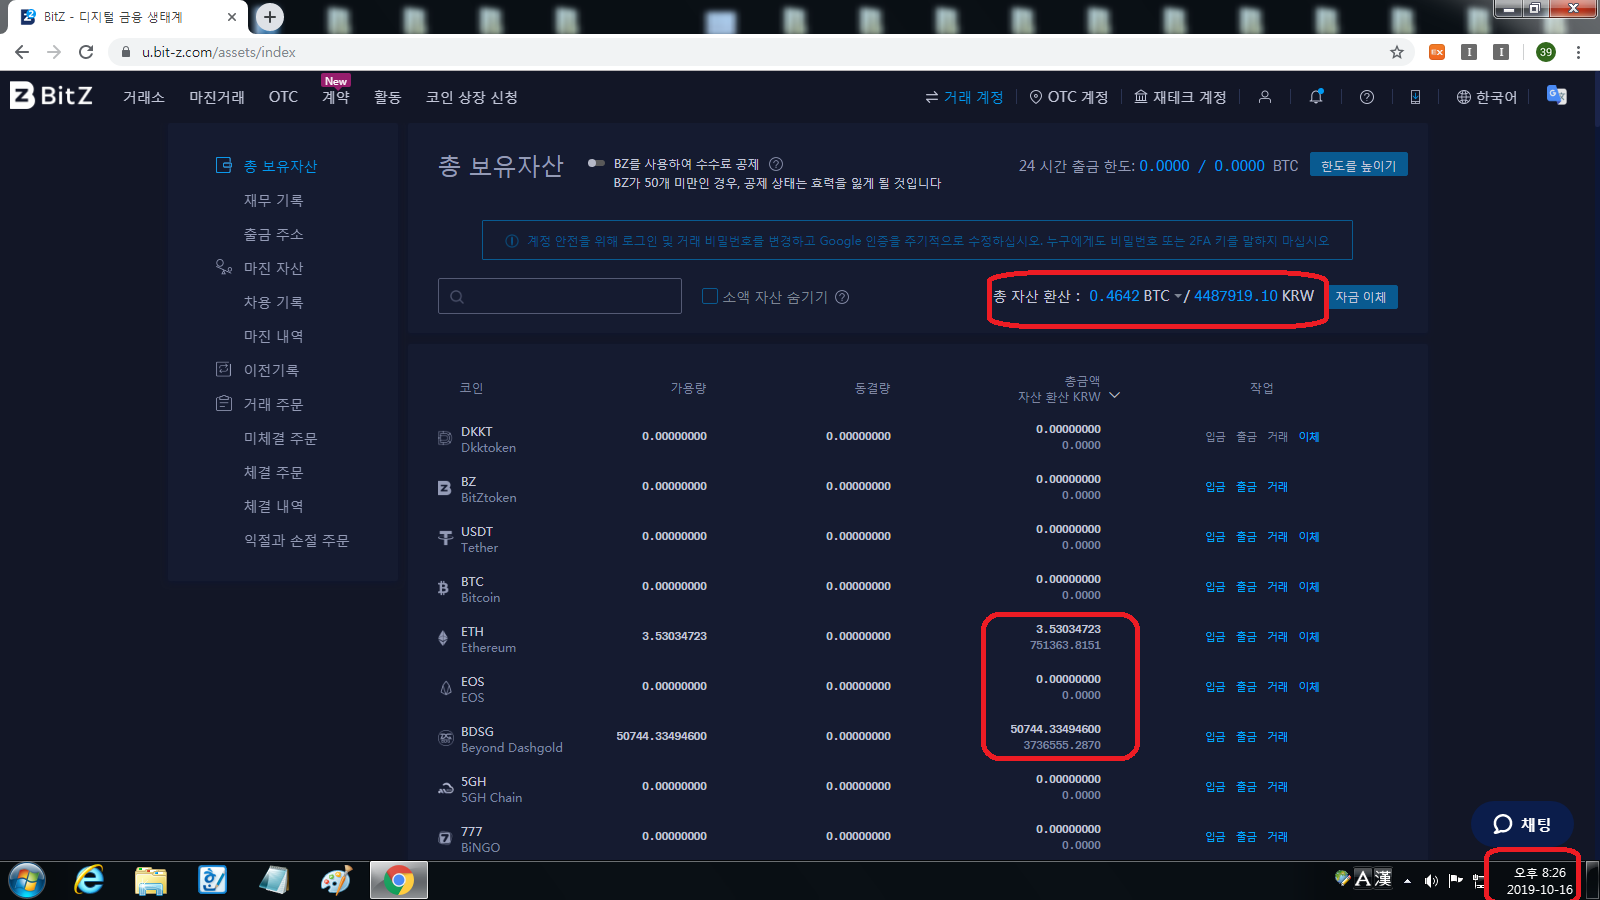 BitZ - 디지털 금융 생태계
u.bit-z.com/assets/index
39
BitZ
거래소
마진거래
OTC
New
계약
활동
코인 상장 신청
거래 계정
OTC 계정
재테크 계정
한국어
총 보유자산
재무 기록
출금 주소
마진 자산
차용 기록
마진 내역
이전기록
거래 주문
미체결 주문
체결 주문
체결 내역
익절과 손절 주문
총 보유자산
BZ를 사용하여 수수료 공제
BZ가 50개 미만인 경우, 공제 상태는 효력을 잃게 될 것입니다
24 시간 출금 한도: 0.0000 / 0.0000 BTC
한도를 높이기
계정 안전을 위해 로그인 및 거래 비밀번호를 변경하고 Google 인증을 주기적으로 수정하십시오. 누구에게도 비밀번호 또는 2FA 키를 말하지 마십시오
소액 자산 숨기기
총 자산 환산 : 0.4642 BTC / 4487919.10 KRW
자금 이체
코인 가용량 동결량 총금액 작업
자산 환산 KRW
DKKT 0.00000000 0.00000000 0.00000000 입금 출금 거래 이체
Dkktoken 0.0000
BZ 0.00000000 0.00000000 0.00000000 입금 출금 거래
BitZtoken 0.0000
USDT 0.00000000 0.00000000 0.00000000 입금 출금 거래 이체
Tether 0.0000
BTC 0.00000000 0.00000000 0.00000000 입금 출금 거래 이체
Bitcoin 0.0000
ETH 3.53034723 0.00000000 3.53034723 입금 출금 거래 이체
Ethereum 751363.8151
EOS 0.00000000 0.00000000 0.00000000 입금 출금 거래 이체
EOS 0.0000
BDSG 50744.33494600 0.00000000 50744.33494600 입금 출금 거래
Beyond Dashgold 3736555.2870
5GH 0.00000000 0.00000000 0.00000000 입금 출금 거래
5GH Chain 0.0000
777 0.00000000 0.00000000 0.00000000 입금 출금 거래
BiNGO 0.0000
채팅
A 漢
오후 8:26
2019-10-16